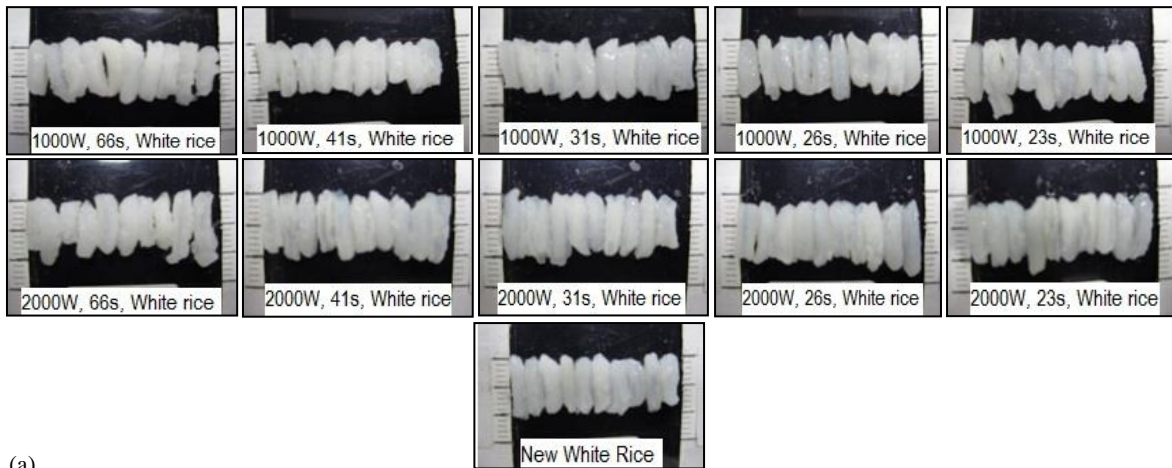 1000W, 66s, White rice
1000W, 41s, White rice
1000W, 31s, White rice
1000W, 26s, White rice
1000W, 23s, White rice
2000W, 66s, White rice
2000W, 41s, White rice
2000W, 31s, White rice
2000W, 26s, White rice
2000W, 23s, White rice
New White Rice
(a)